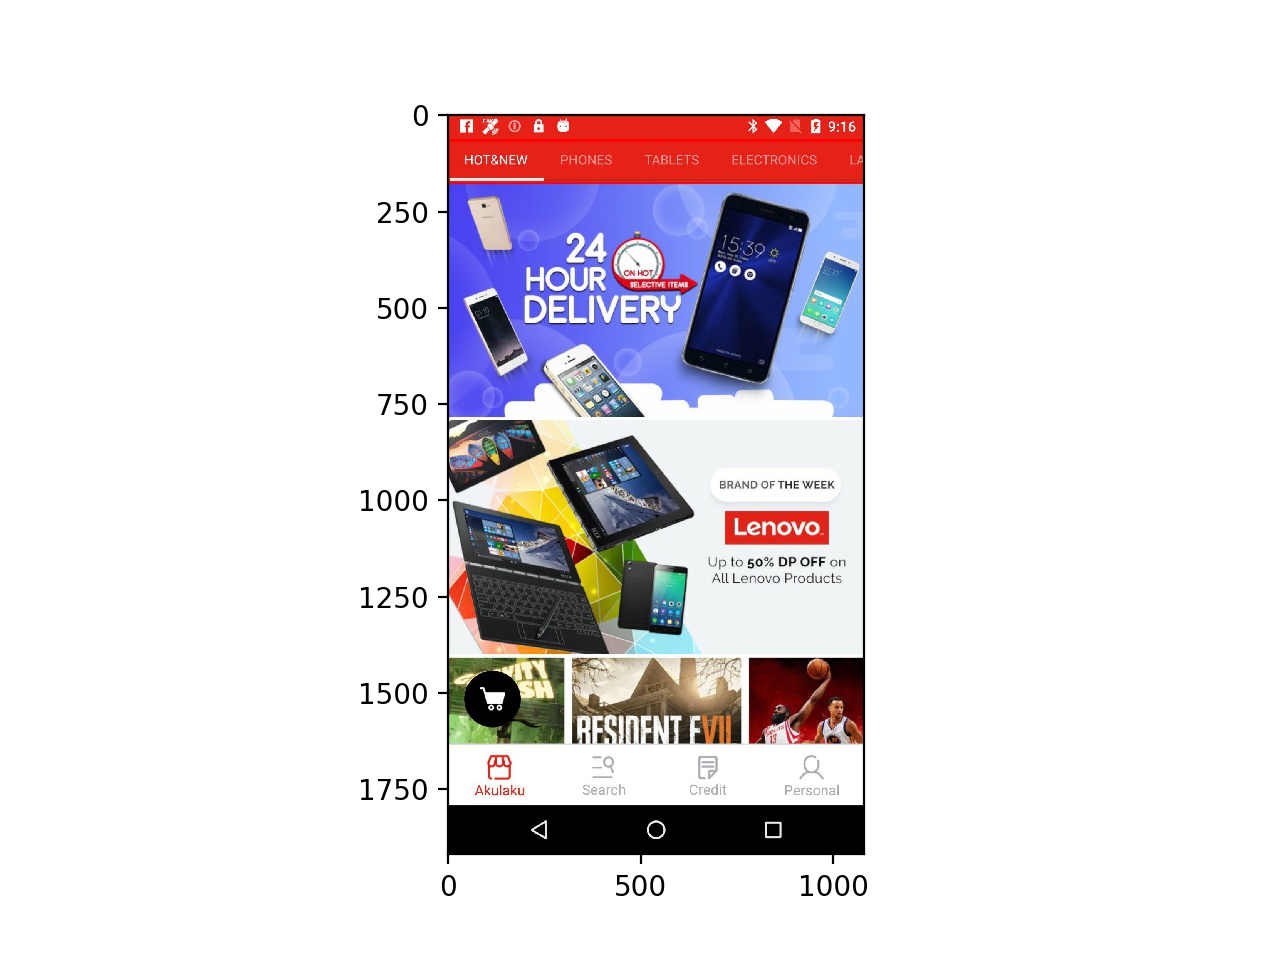 0
9:16
HOT&NEW PHONES TABLETS ELECTRONICS LA
250
15:39
24
HOUR
DELIVERY
ON HOT
SELECTIVE ITEMS
500
750
BRAND OF THE WEEK
1000
Lenovo
Up to 50% DP OFF on
All Lenovo Products
1250
1500
RESIDENT EVII
Akulaku Search Credit Personal
1750
0 500 1000